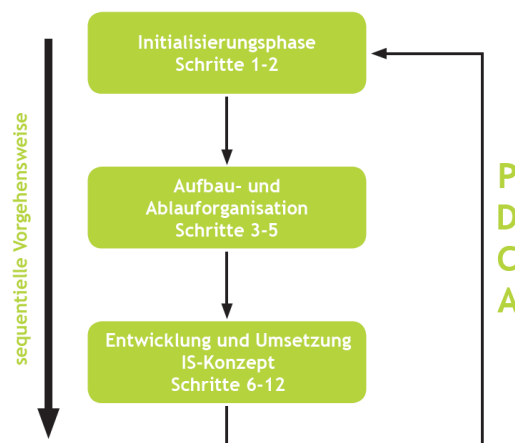 Initialisierungsphase
Schritte 1-2
sequentielle Vorgehensweise
Aufbau- und
Ablauforganisation
Schritte 3-5
P
D
C
A
Entwicklung und Umsetzung
IS-Konzept
Schritte 6-12